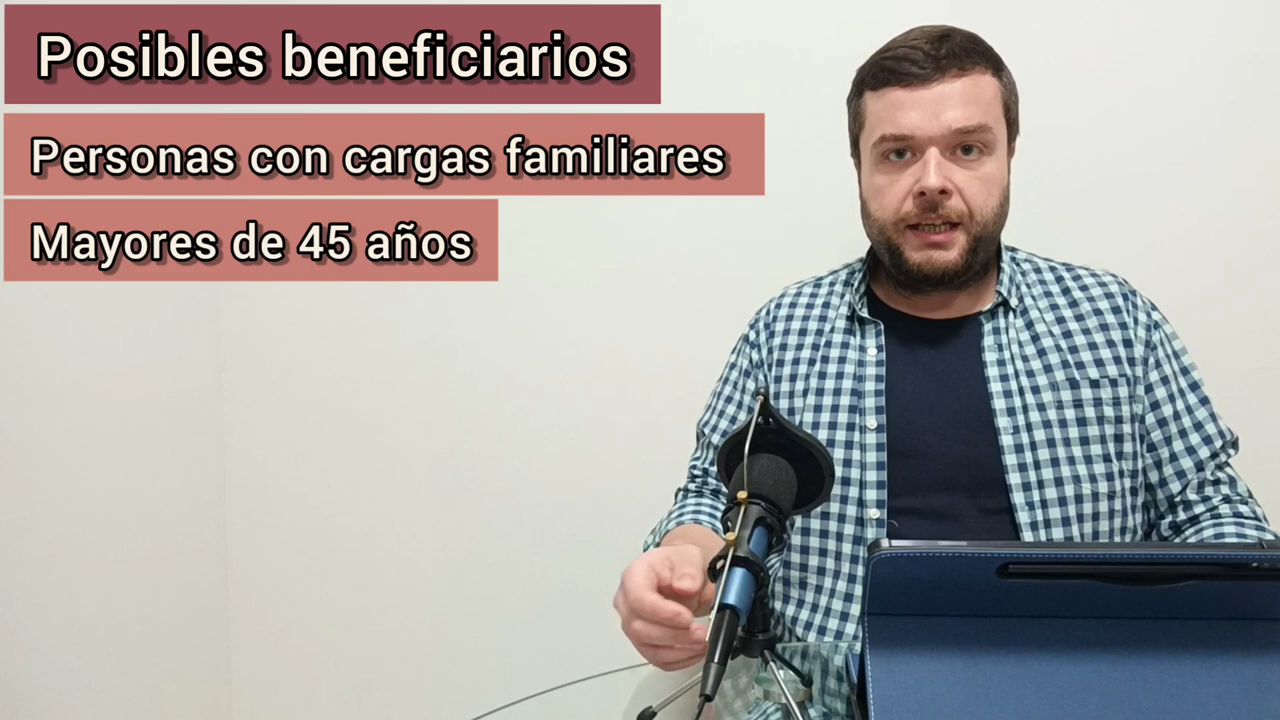 Posibles beneficiarios
Personas con cargas familiares
Mayores de 45 años